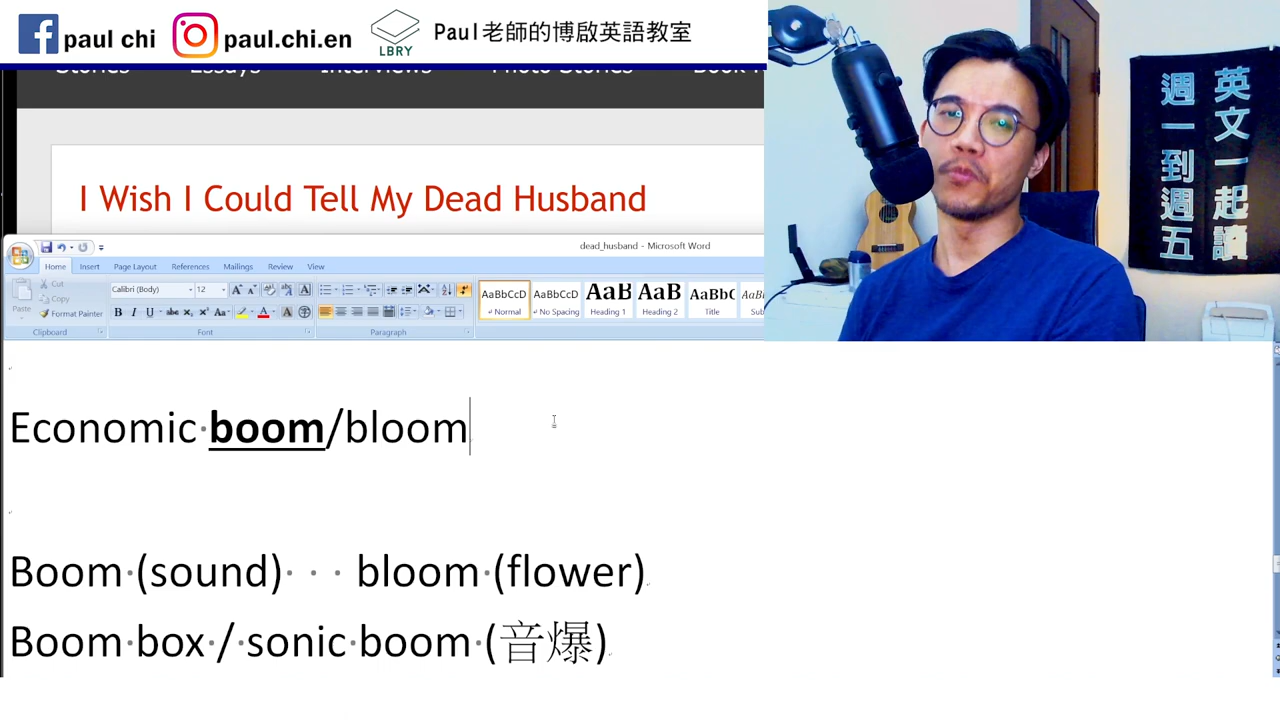 paul chi
paul.chi.en
LBRY
Paul老師的博啟英語教室
Stories Essays Interviews Photo Stories
I Wish I Could Tell My Dead Husband
dead_husband - Microsoft Word
Home Insert Page Layout References Mailings Review View
Cut
Copy
Format Painter
Paste
Clipboard
Calibri (Body) 12
Font
Paragraph
AaBbCcD AaBbCcD AaB AaB AaBb(
Normal No Spacing Heading 1 Heading 2 Title
Economic boom/bloom
Boom (sound) bloom (flower)
Boom box / sonic boom (音爆)
英文一起讀
週一到週五